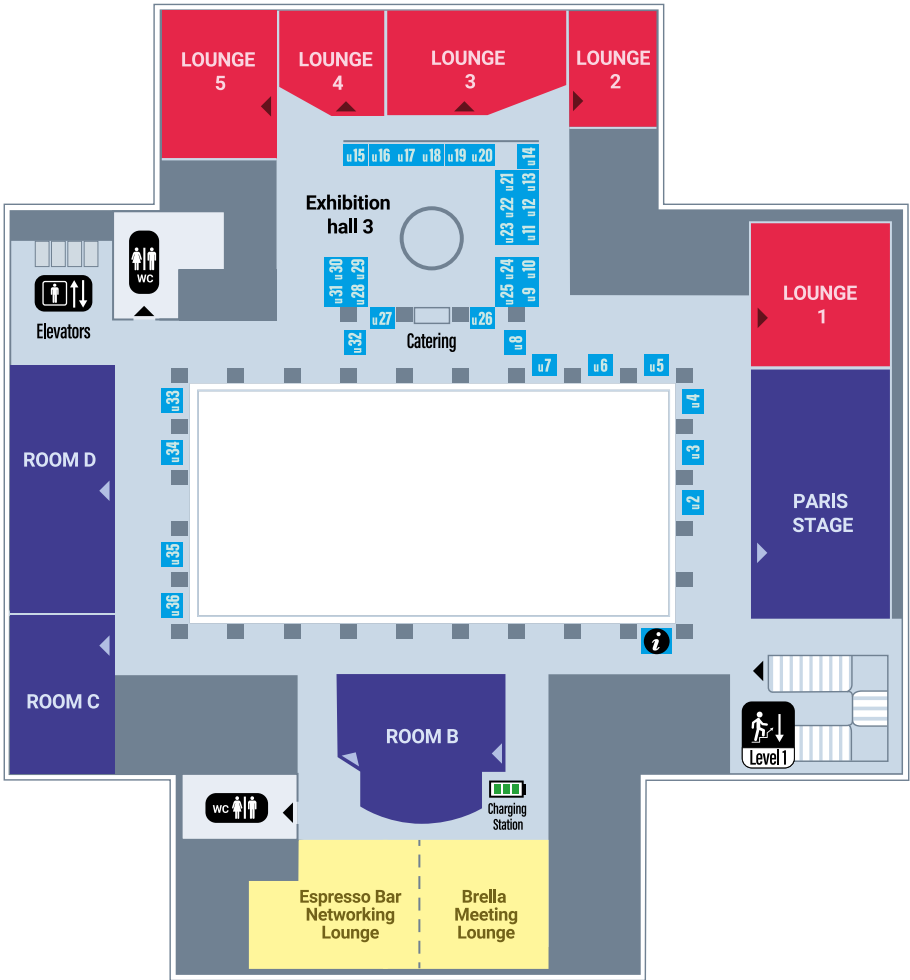 LOUNGE
5
LOUNGE
4
LOUNGE
3
LOUNGE
2
u15 u16 u17 u18 u19 u20
u14
u21 u13
u22 u12
u23 u11
Exhibition
hall 3
u30 u29
u31 u28
u24 u10
u25 u9
u27
u26
u32
Catering
u8
WC
Elevators
LOUNGE
1
u7
u6
u5
u33
u4
u34
u3
u2
ROOM D
PARIS
STAGE
u35
u36
i
ROOM C
ROOM B
Level 1
WC
Charging
Station
Espresso Bar
Networking
Lounge
Brella
Meeting
Lounge